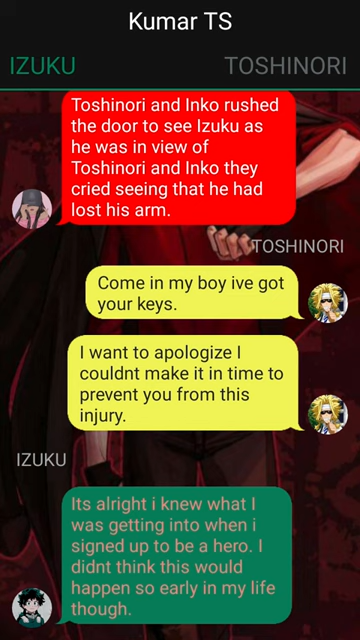 Kumar TS
IZUKU TOSHINORI
Toshinori and Inko rushed
the door to see Izuku as
he was in view of
Toshinori and Inko they
cried seeing that he had
lost his arm.
TOSHINORI
Come in my boy ive got
your keys.
I want to apologize I
couldnt make it in time to
prevent you from this
injury.
IZUKU
Its alright i knew what I
was getting into when i
signed up to be a hero. I
didnt think this would
happen so early in my life
though.